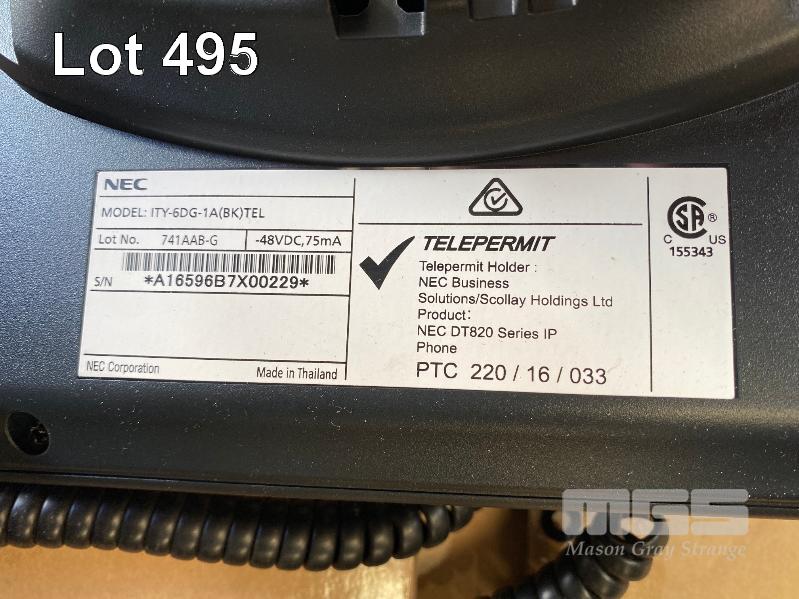 Lot 495
NEC
MODEL: ITY-6DG-1A(BK)TEL
Lot No. 741AAB-G -48VDC,75mA
S/N *A16596B7X00229*
NEC Corporation Made in Thailand
TELEPERMIT
Telepermit Holder :
NEC Business
Solutions/Scollay Holdings Ltd
Product:
NEC DT820 Series IP
Phone
PTC 220 / 16 / 033
SA ®
C US
155343
MGS
Mason Gray Strange